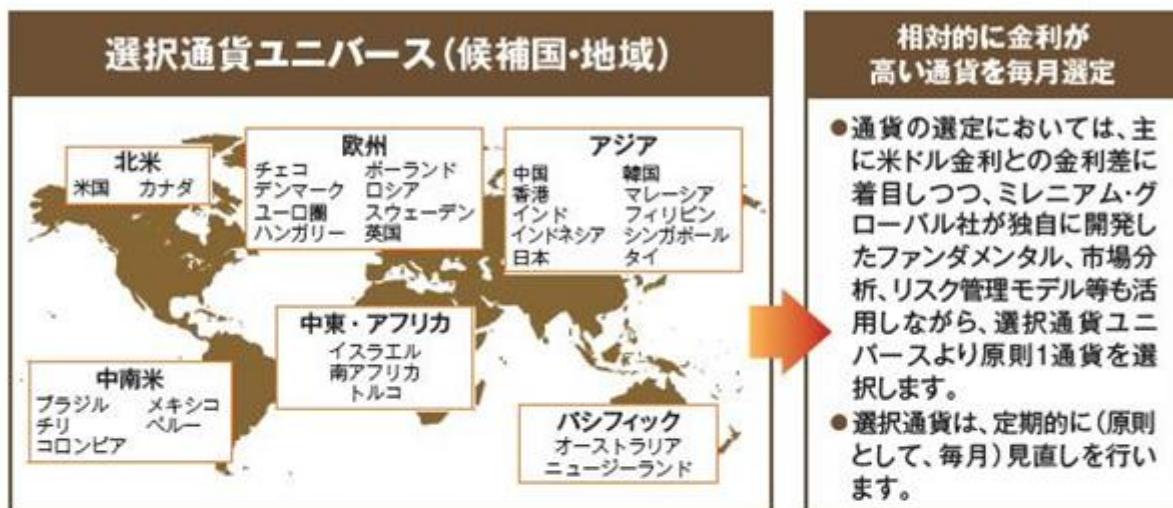 選択通貨ユニバース(候補国・地域)
北米
米国 カナダ
欧州
チェコ ポーランド
デンマーク ロシア
ユーロ圏 スウェーデン
ハンガリー 英国
アジア
中国 韓国
香港 マレーシア
インド フィリピン
インドネシア シンガポール
日本 タイ
中東・アフリカ
イスラエル
南アフリカ
トルコ
中南米
ブラジル メキシコ
チリ ペルー
コロンビア
パシフィック
オーストラリア
ニュージーランド
相対的に金利が
高い通貨を毎月選定
●通貨の選定においては、主
に米ドル金利との金利差に
着目しつつ、ミレニアム・グ
ローバル社が独自に開発し
たファンダメンタル、市場分
析、リスク管理モデル等も活
用しながら、選択通貨ユニ
バースより原則1通貨を選
択します。
●選択通貨は、定期的に(原則
として、毎月)見直しを行い
ます。